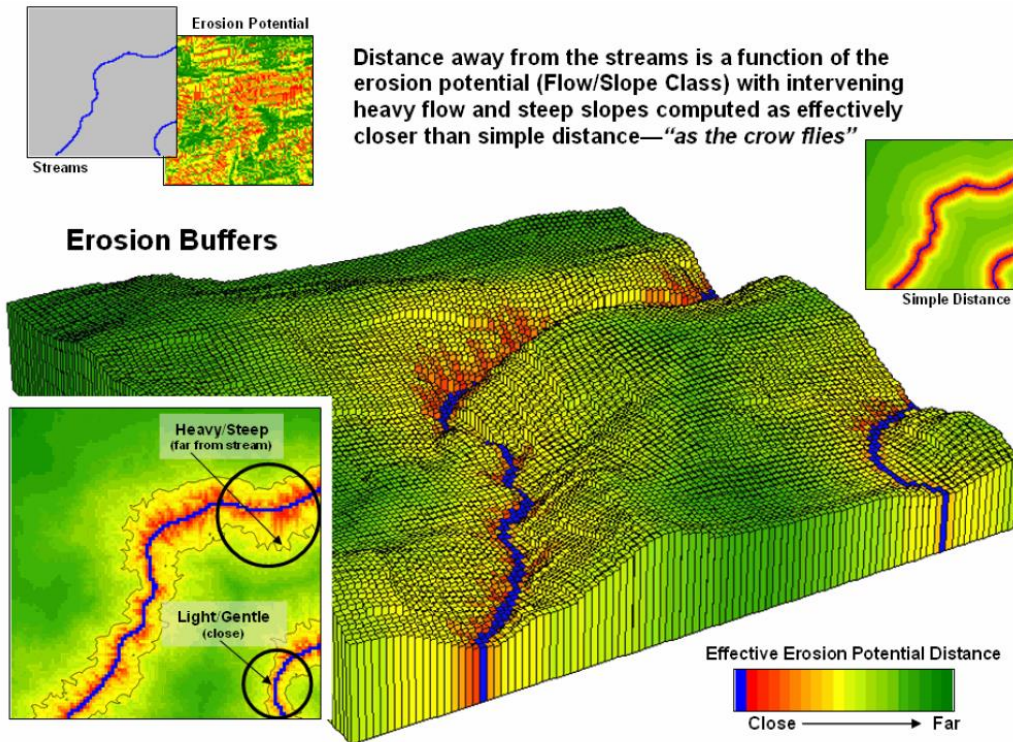 Erosion Potential
Streams
Distance away from the streams is a function of the
erosion potential (Flow/Slope Class) with intervening
heavy flow and steep slopes computed as effectively
closer than simple distance—“as the crow flies”
Simple Distance
Erosion Buffers
Heavy/Steep
(far from stream)
Light/Gentle
(close)
Effective Erosion Potential Distance
Close Far